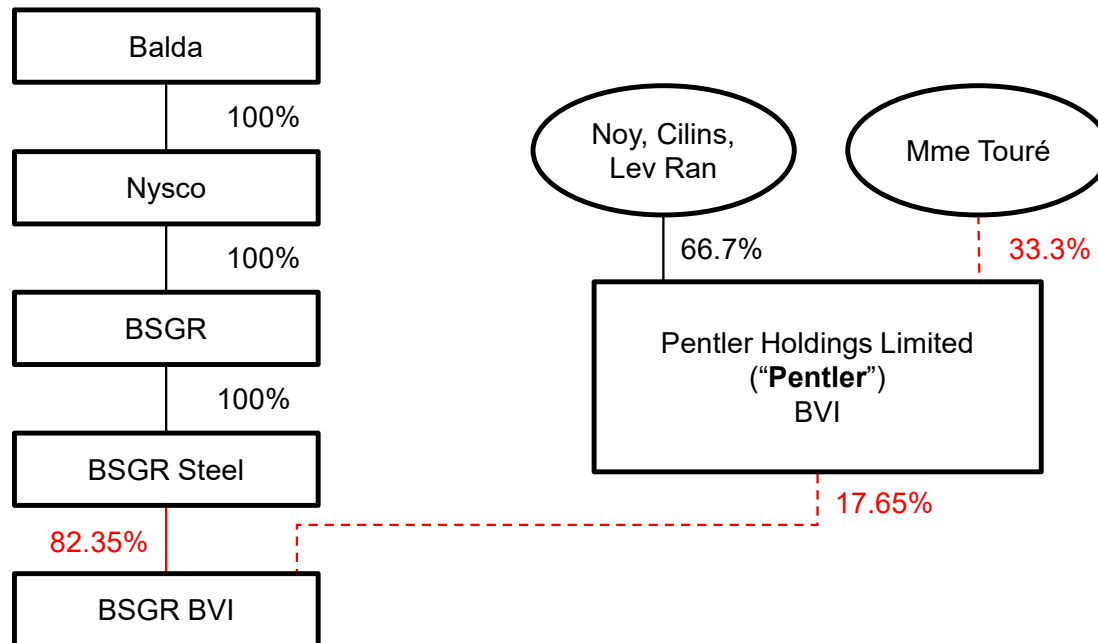 Balda
100%
Nysco
100%
BSGR
100%
BSGR Steel
82.35%
BSGR BVI
Noy, Cilins,
Lev Ran
66.7%
Mme Touré
33.3%
Pentler Holdings Limited
(“Pentler”)
BVI
17.65%